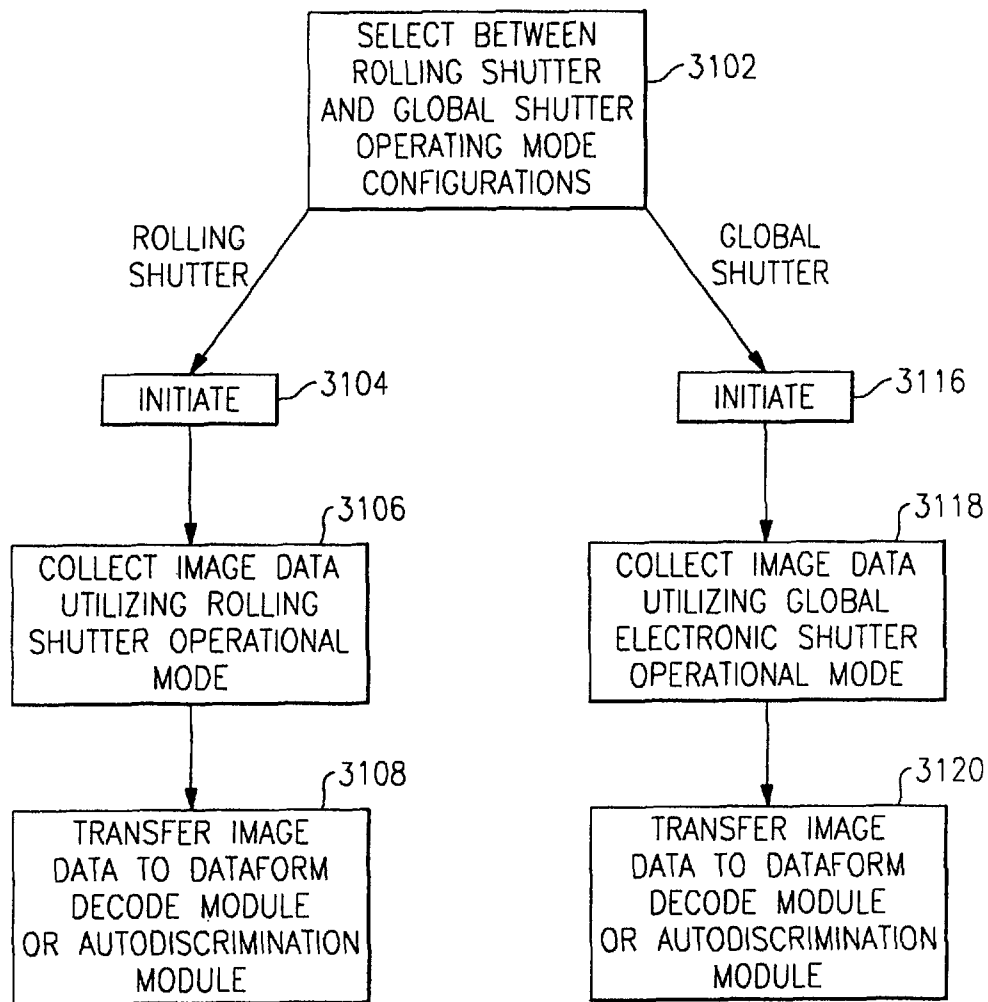 SELECT BETWEEN
ROLLING SHUTTER
AND GLOBAL SHUTTER
OPERATING MODE
CONFIGURATIONS
3102
ROLLING
SHUTTER
GLOBAL
SHUTTER
INITIATE
3104
INITIATE
3116
3106
COLLECT IMAGE DATA
UTILIZING ROLLING
SHUTTER OPERATIONAL
MODE
3118
COLLECT IMAGE DATA
UTILIZING GLOBAL
ELECTRONIC SHUTTER
OPERATIONAL MODE
3108
TRANSFER IMAGE
DATA TO DATAFORM
DECODE MODULE
OR AUTODISCRIMINATION
MODULE
3120
TRANSFER IMAGE
DATA TO DATAFORM
DECODE MODULE
OR AUTODISCRIMINATION
MODULE